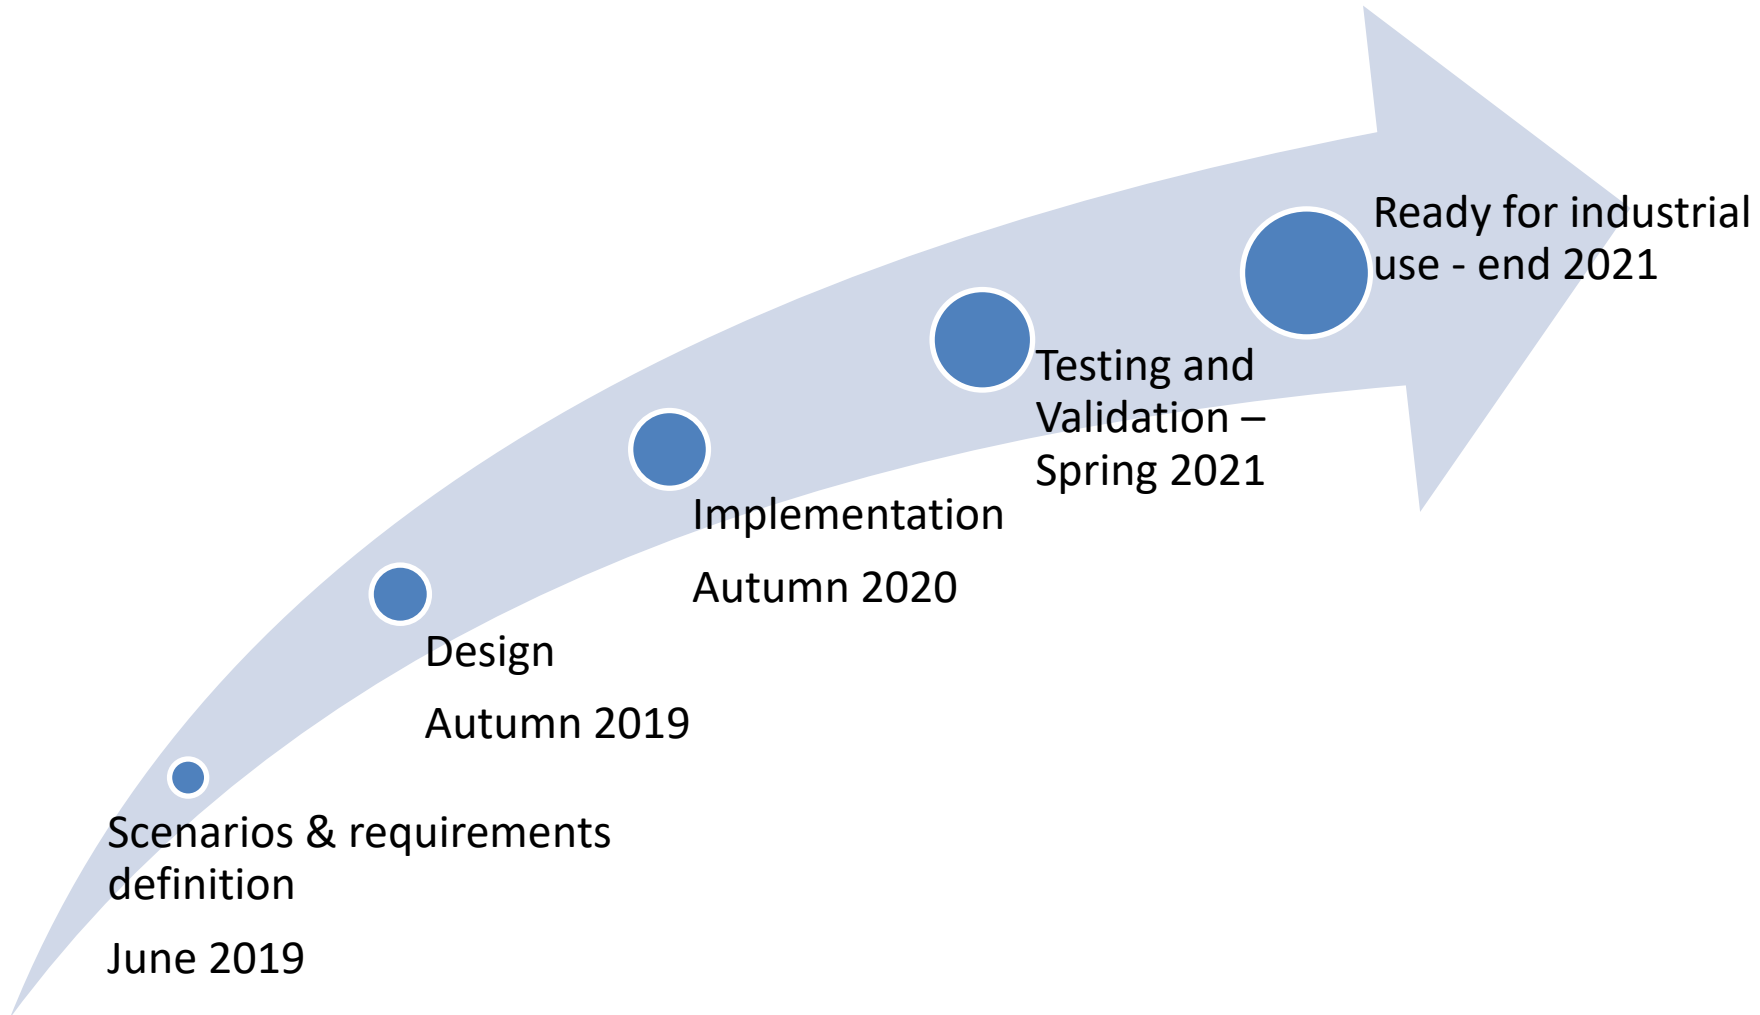 Scenarios & requirements
definition
June 2019
Design
Autumn 2019
Implementation
Autumn 2020
Testing and
Validation –
Spring 2021
Ready for industrial
use - end 2021